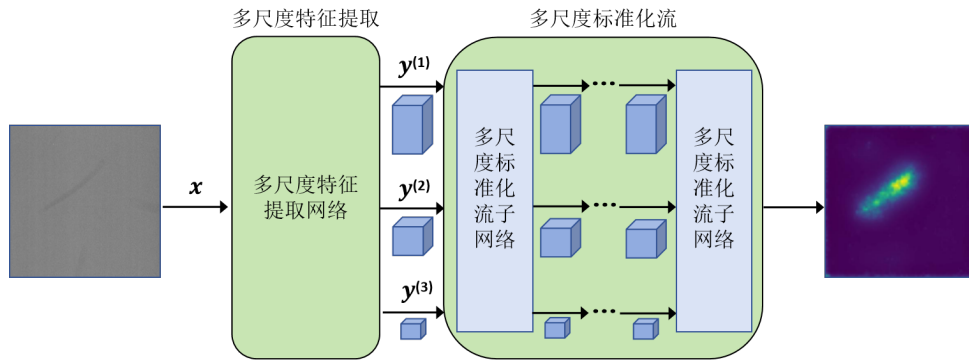 多尺度特征提取
多尺度标准化流
x
多尺度特征
提取网络
y(1)
y(2)
y(3)
多尺
度标
准化
流子
网络
...
...
...
多尺
度标
准化
流子
网络